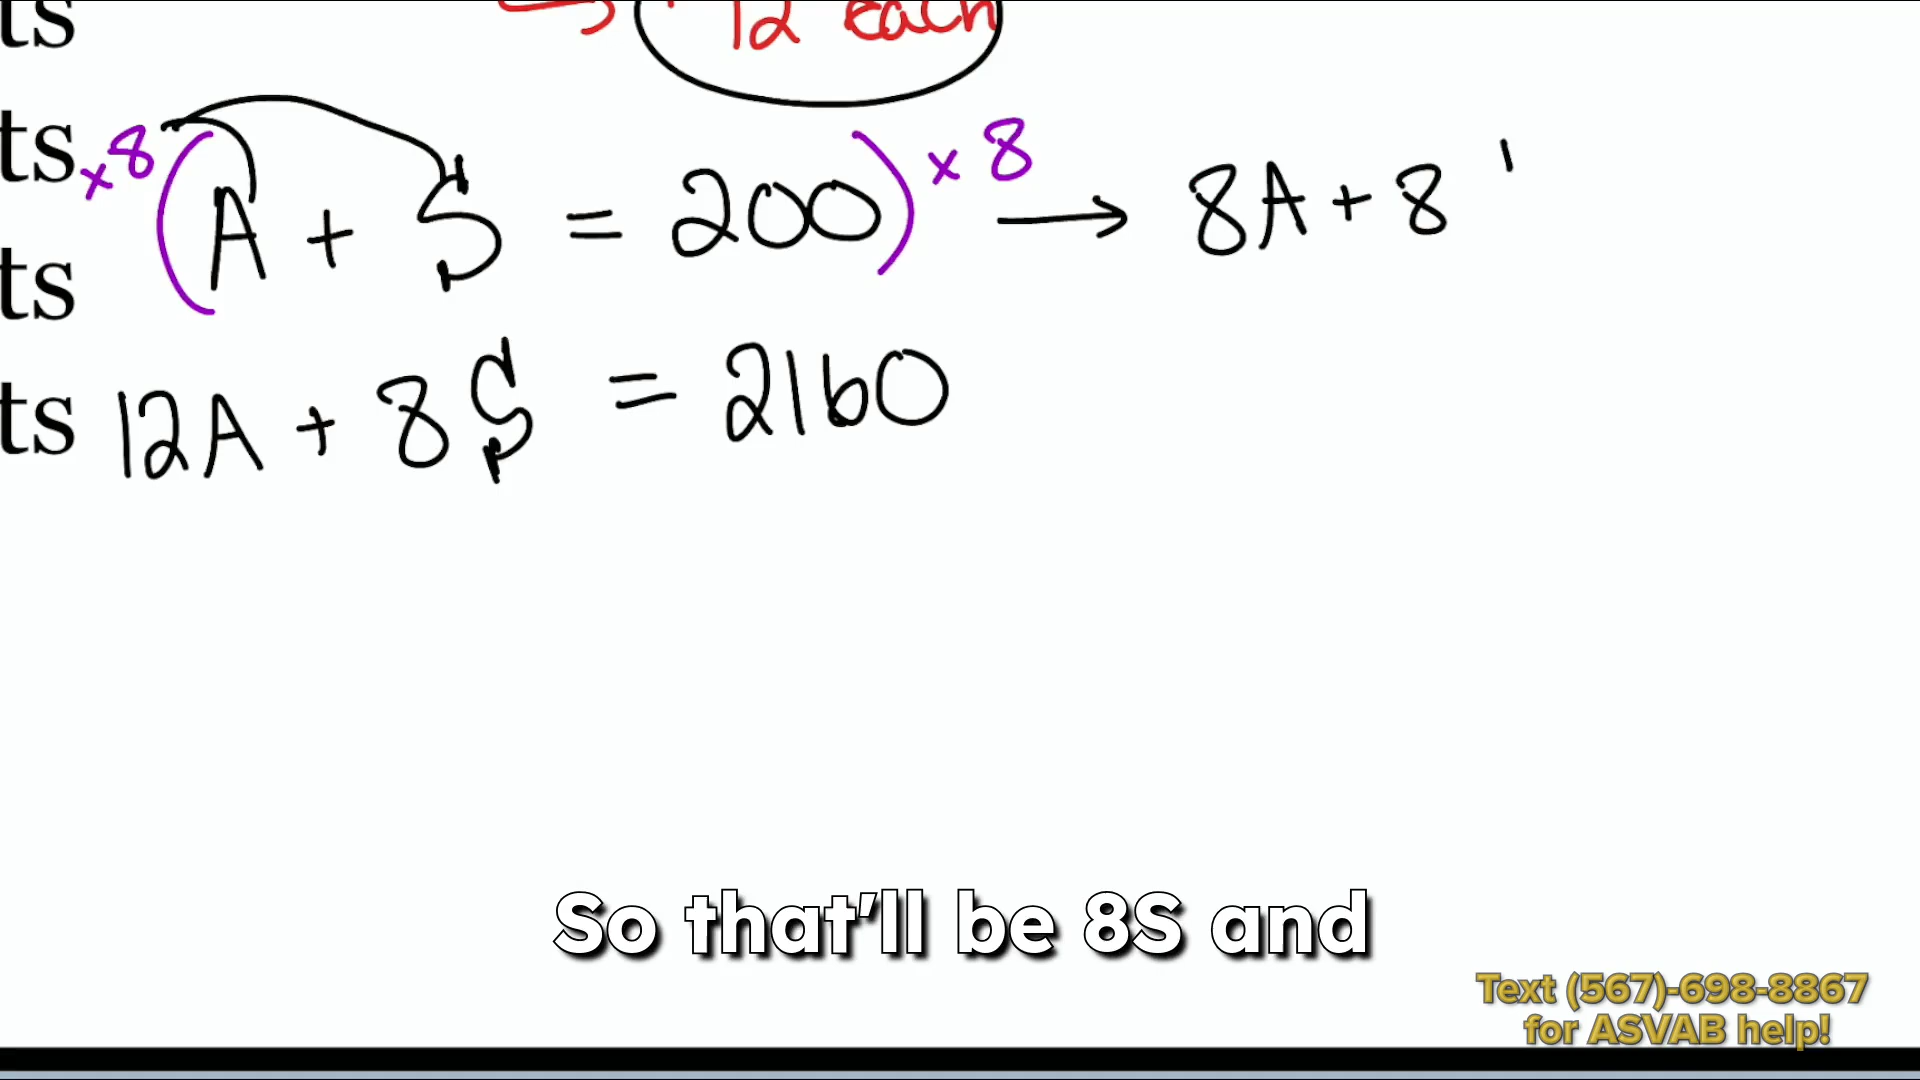 ts
12 each
ts
×8 (A + S = 200) × 8 → 8A + 8
ts
ts
12A + 8S = 2160
So that'll be 8S and
Text (567)-698-8867
for ASVAB help!